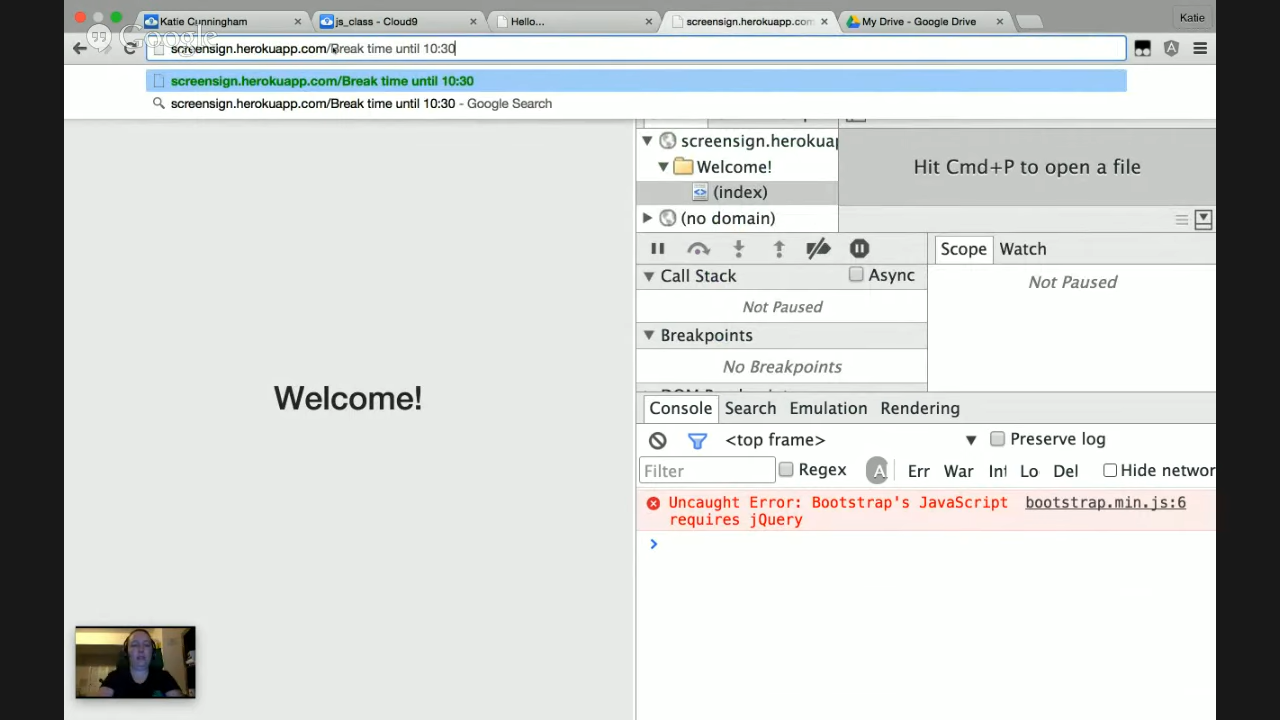 Katie Cunningham
js_class - Cloud9
Hello...
screensign.herokuapp.com
My Drive - Google Drive
Katie
Google
screensign.herokuapp.com/Break time until 10:30
screensign.herokuapp.com/Break time until 10:30
screensign.herokuapp.com/Break time until 10:30 - Google Search
screensign.herokuap
Welcome!
(index)
(no domain)
Hit Cmd+P to open a file
Scope
Watch
Call Stack
Async
Not Paused
Not Paused
Breakpoints
No Breakpoints
Welcome!
Console
Search
Emulation
Rendering
<top frame>
Preserve log
Filter
Regex
A
Err
War
Inf
Lo
Del
Hide networ
Uncaught Error: Bootstrap's JavaScript
requires jQuery
bootstrap.min.js:6